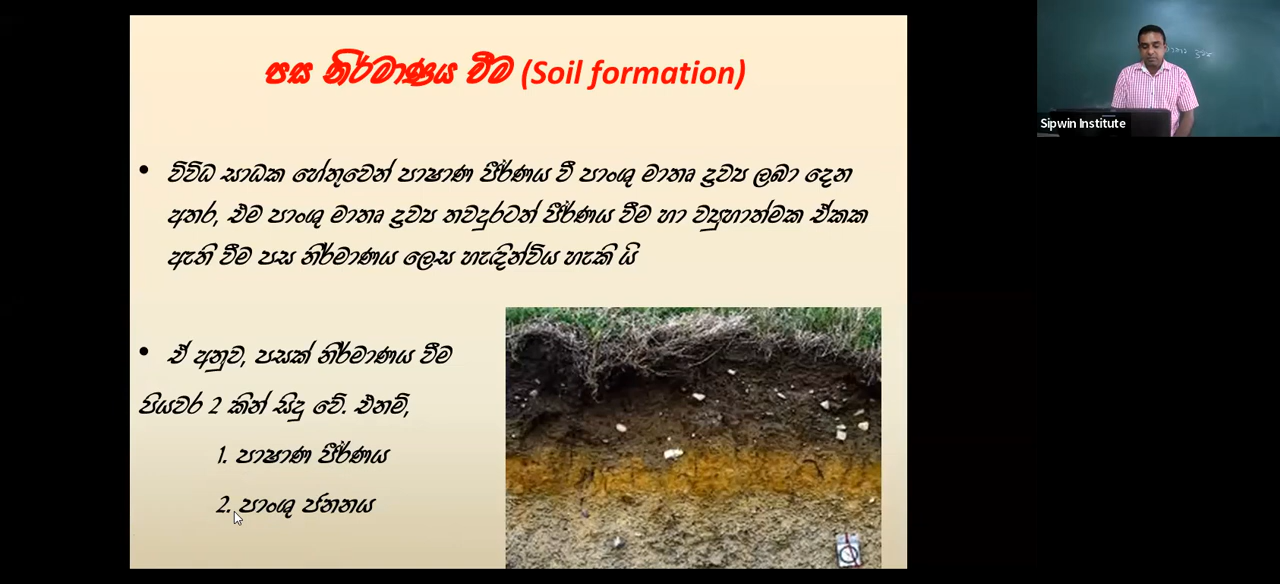 පස නිර්මාණය වීම (Soil formation)
• විවිධ සාධක හේතුවෙන් පාෂාණ ජීර්ණය වී පාංශු මාතෘ ද්‍රව්‍ය ලබා දෙන
අතර, එම පාංශු මාතෘ ද්‍රව්‍ය තවදුරටත් ජීර්ණය වීම හා ව්‍යුහාත්මක ඒකක
ඇති වීම පස නිර්මාණය ලෙස හැඳින්විය හැකි යි
• ඒ අනුව, පසක් නිර්මාණය වීම
පියවර 2 කින් සිදු වේ. එනම්,
1. පාෂාණ ජීර්ණය
2. පාංශු ජනනය
Sipwin Institute